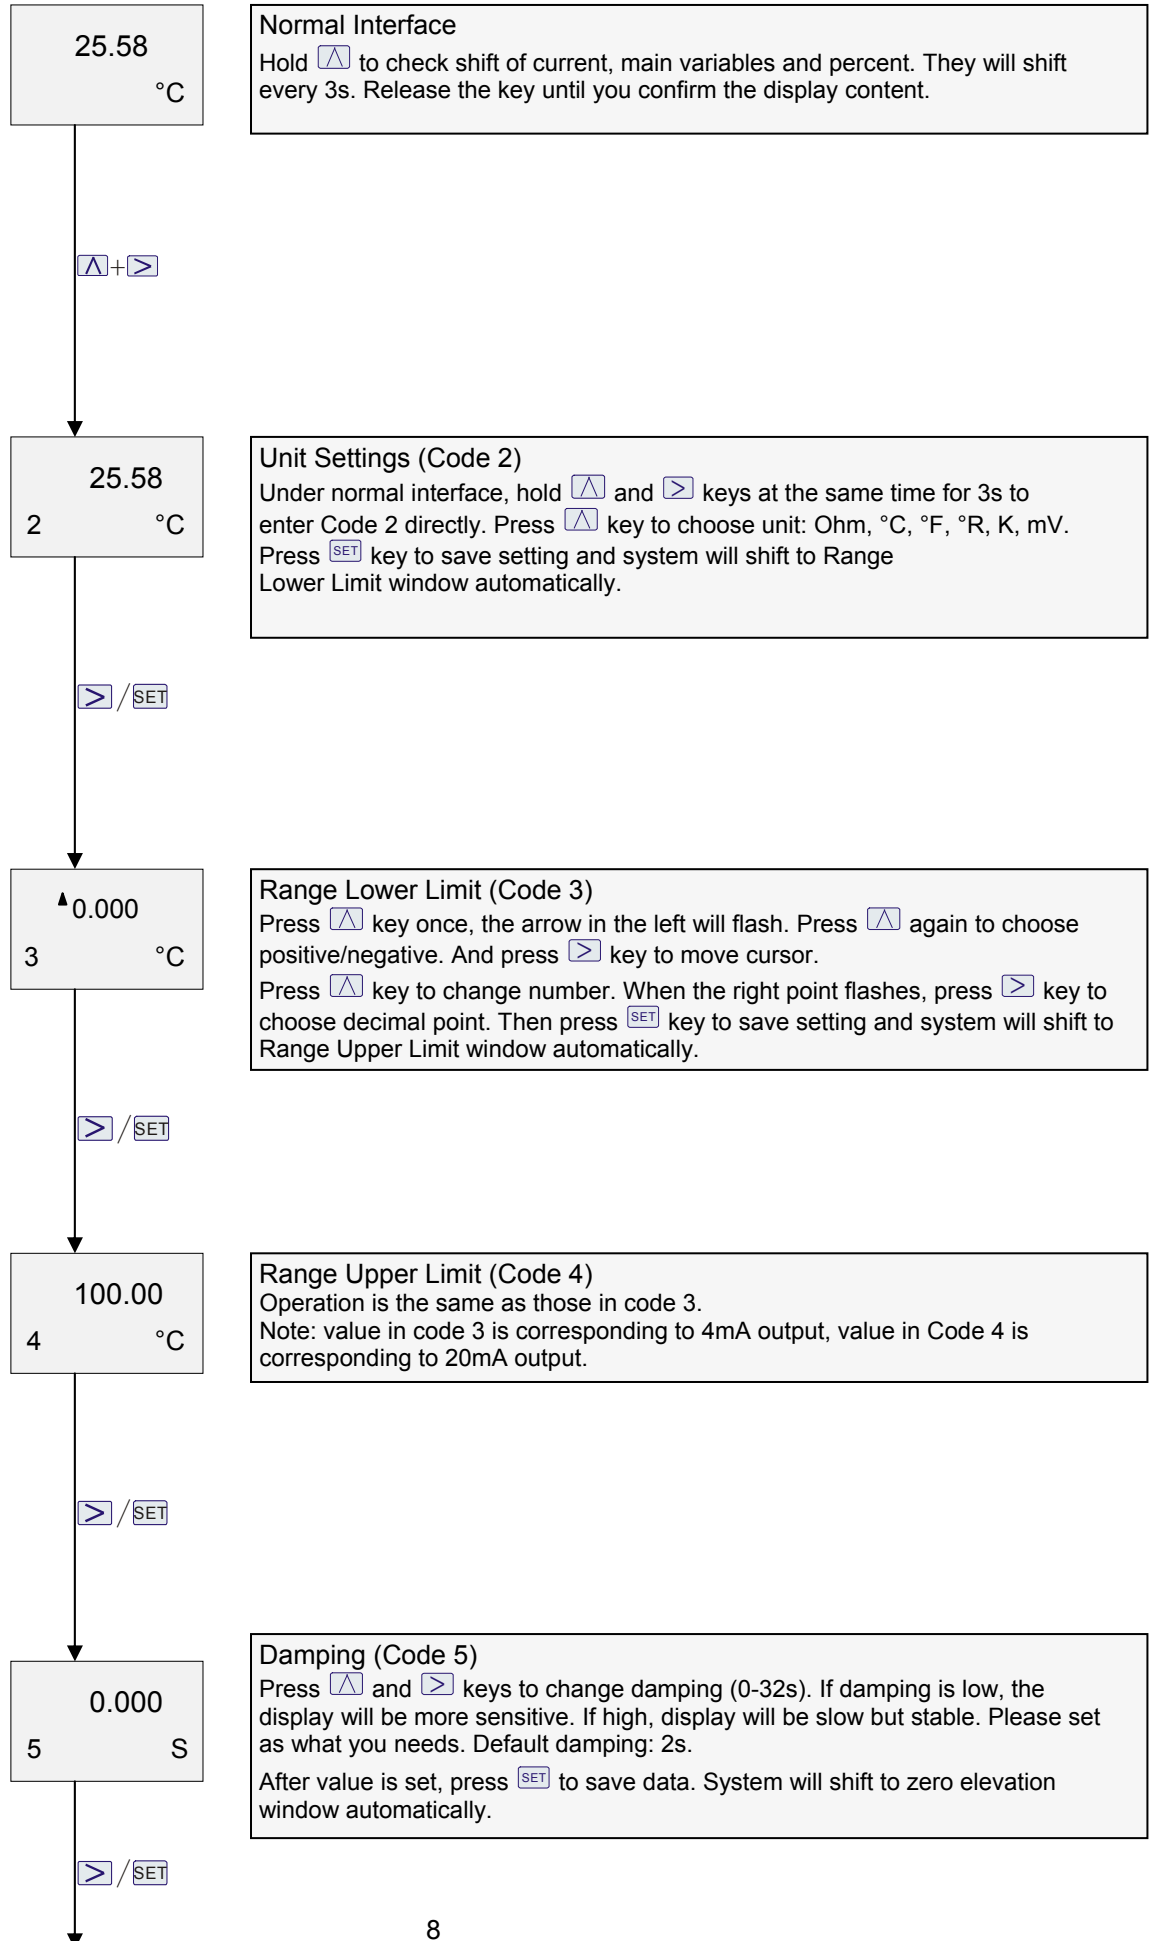 25.58
°C
Normal Interface
Hold ⋀ to check shift of current, main variables and percent. They will shift
every 3s. Release the key until you confirm the display content.
⋀+>
25.58
2 °C
Unit Settings (Code 2)
Under normal interface, hold ⋀ and > keys at the same time for 3s to
enter Code 2 directly. Press ⋀ key to choose unit: Ohm, °C, °F, °R, K, mV.
Press SET key to save setting and system will shift to Range
Lower Limit window automatically.
>/SET
0.000
3 °C
Range Lower Limit (Code 3)
Press ⋀ key once, the arrow in the left will flash. Press ⋀ again to choose
positive/negative. And press > key to move cursor.
Press ⋀ key to change number. When the right point flashes, press > key to
choose decimal point. Then press SET key to save setting and system will shift to
Range Upper Limit window automatically.
>/SET
100.00
4 °C
Range Upper Limit (Code 4)
Operation is the same as those in code 3.
Note: value in code 3 is corresponding to 4mA output, value in Code 4 is
corresponding to 20mA output.
>/SET
0.000
5 S
Damping (Code 5)
Press ⋀ and > keys to change damping (0-32s). If damping is low, the
display will be more sensitive. If high, display will be slow but stable. Please set
as what you needs. Default damping: 2s.
After value is set, press SET to save data. System will shift to zero elevation
window automatically.
>/SET
8